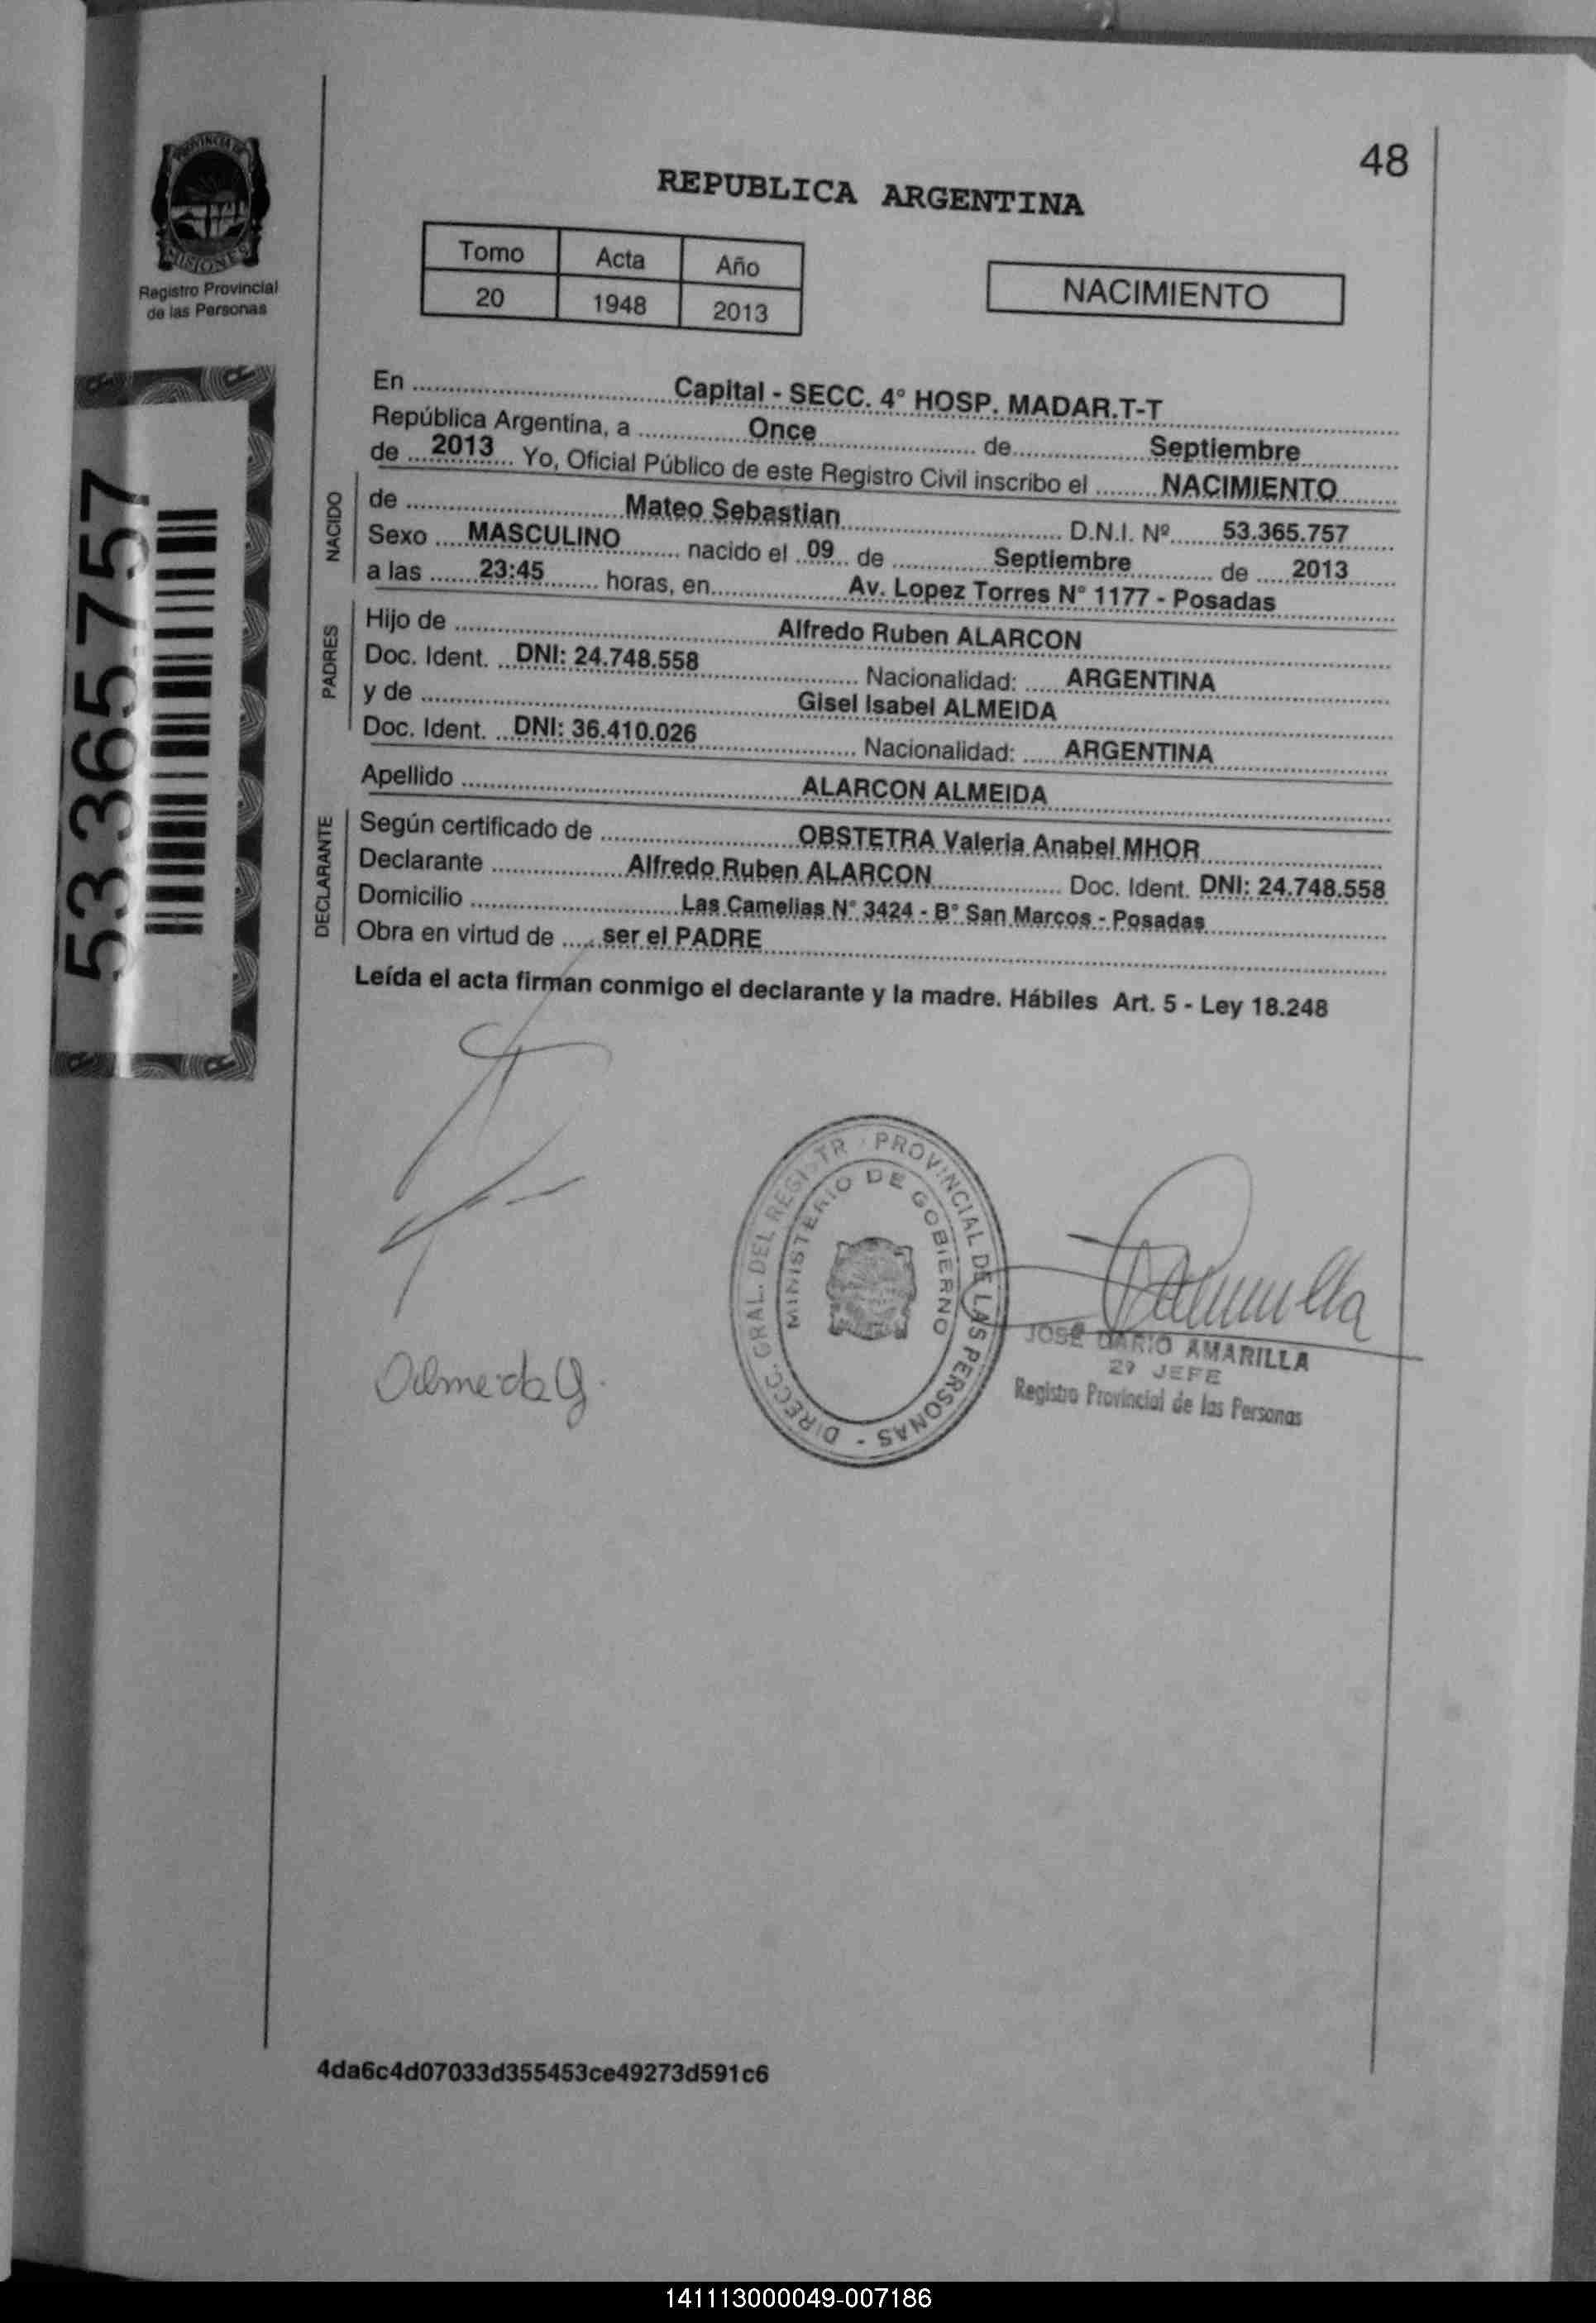 48
PROVINCIA DE
MISIONES
Registro Provincial
de las Personas
REPUBLICA ARGENTINA
Tomo Acta Año
20 1948 2013
NACIMIENTO
53365757
En ........ Capital - SECC. 4° HOSP. MADAR.T-T
República Argentina, a ........ Once ........ de ........ Septiembre
de ... 2013 ... Yo, Oficial Público de este Registro Civil inscribo el ........ NACIMIENTO
NACIDO
de ........ Mateo Sebastian ........ D.N.I. Nº ....... 53.365.757
Sexo .... MASCULINO ........ nacido el .. 09 .. de ........ Septiembre ........ de .... 2013
a las ....... 23:45 ....... horas, en ........ Av. Lopez Torres N° 1177 - Posadas
PADRES
Hijo de ........ Alfredo Ruben ALARCON
Doc. Ident. ... DNI: 24.748.558 ........ Nacionalidad: ..... ARGENTINA
y de ........ Gisel Isabel ALMEIDA
Doc. Ident. ... DNI: 36.410.026 ........ Nacionalidad: ..... ARGENTINA
Apellido ........ ALARCON ALMEIDA
DECLARANTE
Según certificado de ........ OBSTETRA Valeria Anabel MHOR
Declarante ........ Alfredo Ruben ALARCON ........ Doc. Ident. DNI: 24.748.558
Domicilio ........ Las Camelias N° 3424 - B° San Marcos - Posadas
Obra en virtud de ..... ser el PADRE
Leída el acta firman conmigo el declarante y la madre. Hábiles Art. 5 - Ley 18.248
DIRECC. GRAL. DEL REGISTR PROVINCIAL DE LAS PERSONAS -
MINISTERIO DE GOBIERNO
JOSE DARIO AMARILLA
2º JEFE
Registro Provincial de las Personas
4da6c4d07033d355453ce49273d591c6
141113000049-007186